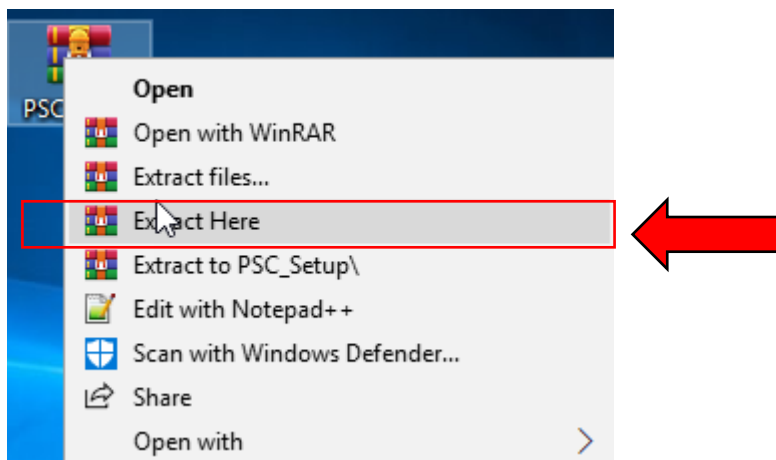 PSC
Open
Open with WinRAR
Extract files...
Extract Here
Extract to PSC_Setup\
Edit with Notepad++
Scan with Windows Defender...
Share
Open with